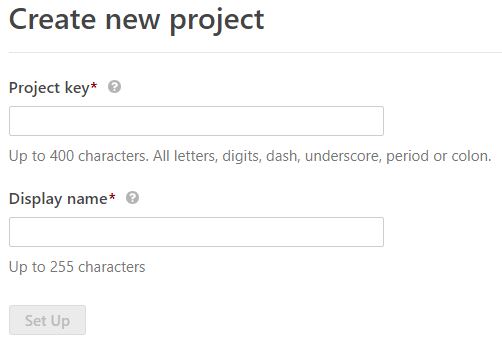 Create new project
Project key*
Up to 400 characters. All letters, digits, dash, underscore, period or colon.
Display name*
Up to 255 characters
Set Up